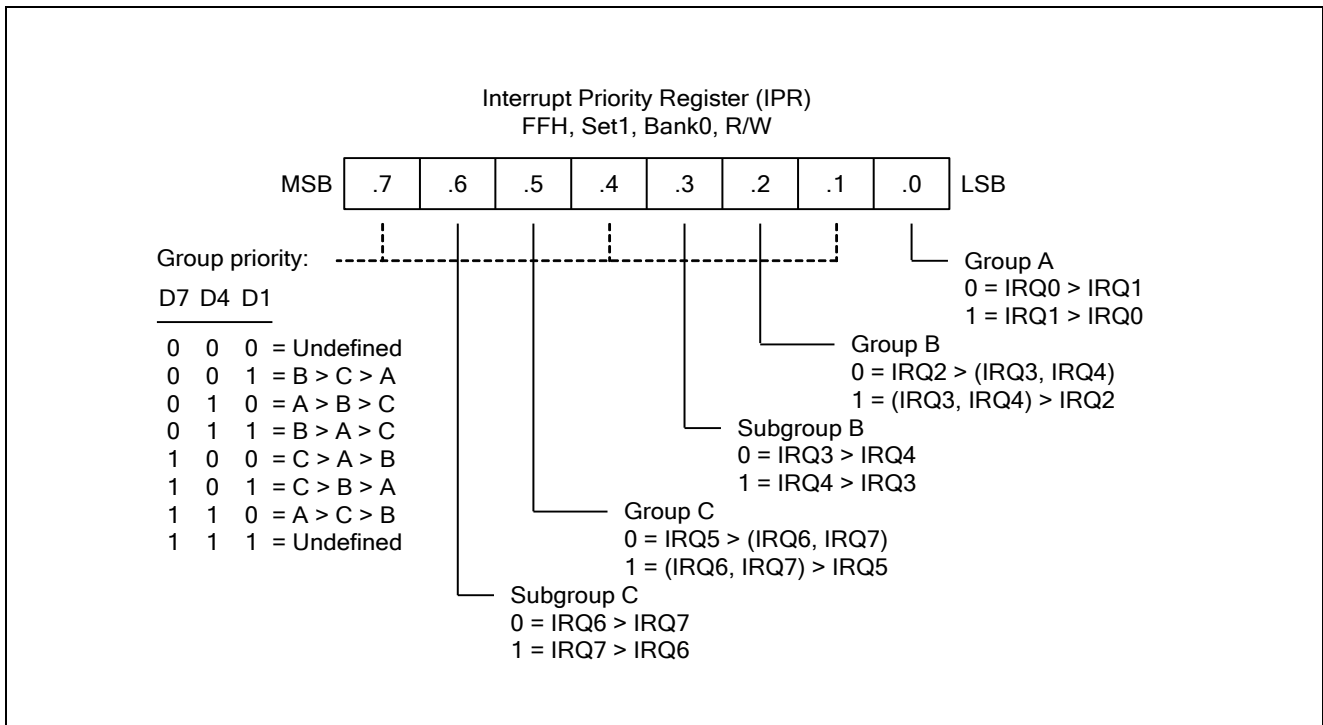 Interrupt Priority Register (IPR)
FFH, Set1, Bank0, R/W
MSB .7 .6 .5 .4 .3 .2 .1 .0 LSB
Group priority:
D7 D4 D1
0 0 0 = Undefined
0 0 1 = B > C > A
0 1 0 = A > B > C
0 1 1 = B > A > C
1 0 0 = C > A > B
1 0 1 = C > B > A
1 1 0 = A > C > B
1 1 1 = Undefined
Group A
0 = IRQ0 > IRQ1
1 = IRQ1 > IRQ0
Group B
0 = IRQ2 > (IRQ3, IRQ4)
1 = (IRQ3, IRQ4) > IRQ2
Subgroup B
0 = IRQ3 > IRQ4
1 = IRQ4 > IRQ3
Group C
0 = IRQ5 > (IRQ6, IRQ7)
1 = (IRQ6, IRQ7) > IRQ5
Subgroup C
0 = IRQ6 > IRQ7
1 = IRQ7 > IRQ6